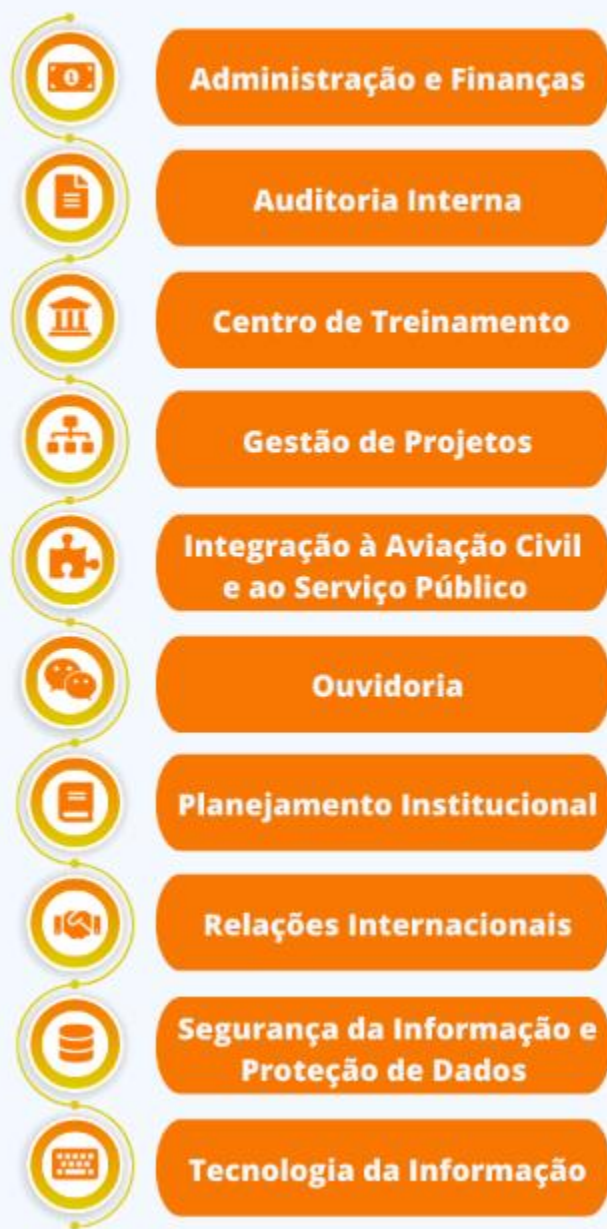 Administração e Finanças
Auditoria Interna
Centro de Treinamento
Gestão de Projetos
Integração à Aviação Civil
e ao Serviço Público
Ouvidoria
Planejamento Institucional
Relações Internacionais
Segurança da Informação e
Proteção de Dados
Tecnologia da Informação